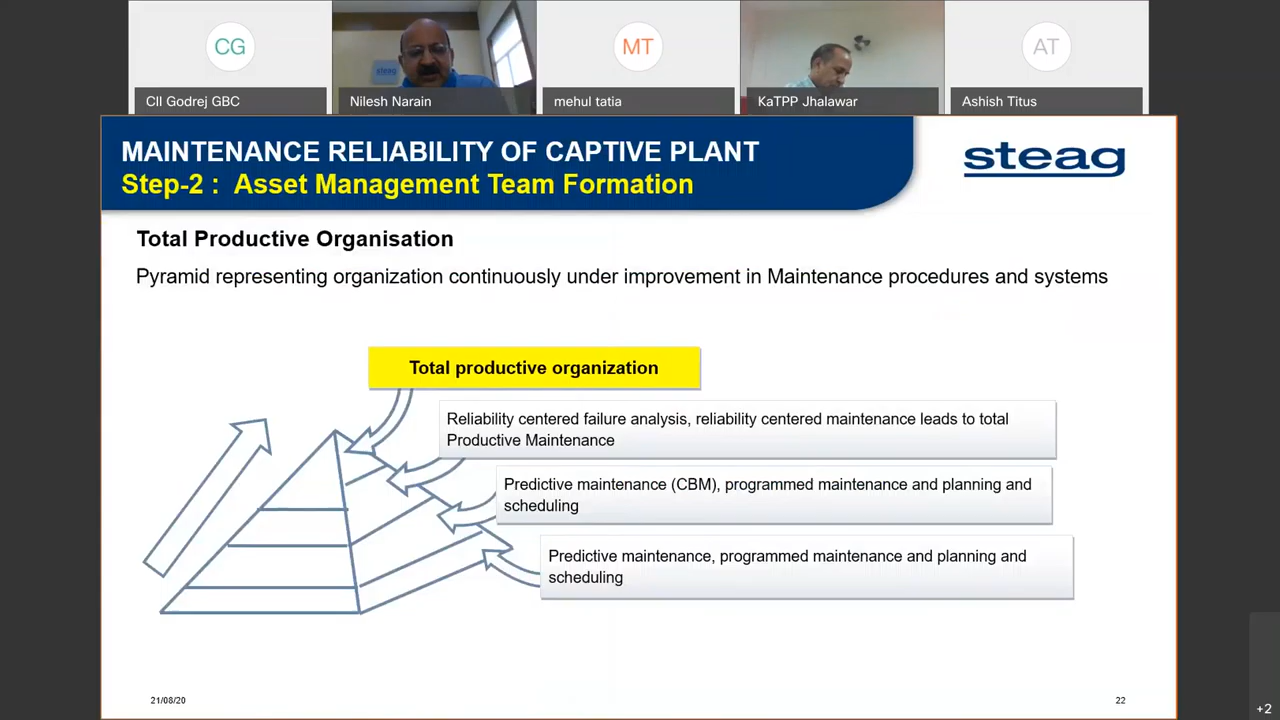 CG
MT
AT
steag
CII Godrej GBC
Nilesh Narain
mehul tatia
KaTPP Jhalawar
Ashish Titus
MAINTENANCE RELIABILITY OF CAPTIVE PLANT
Step-2 : Asset Management Team Formation
steag
Total Productive Organisation
Pyramid representing organization continuously under improvement in Maintenance procedures and systems
Total productive organization
Reliability centered failure analysis, reliability centered maintenance leads to total
Productive Maintenance
Predictive maintenance (CBM), programmed maintenance and planning and
scheduling
Predictive maintenance, programmed maintenance and planning and
scheduling
21/08/20
22
+2